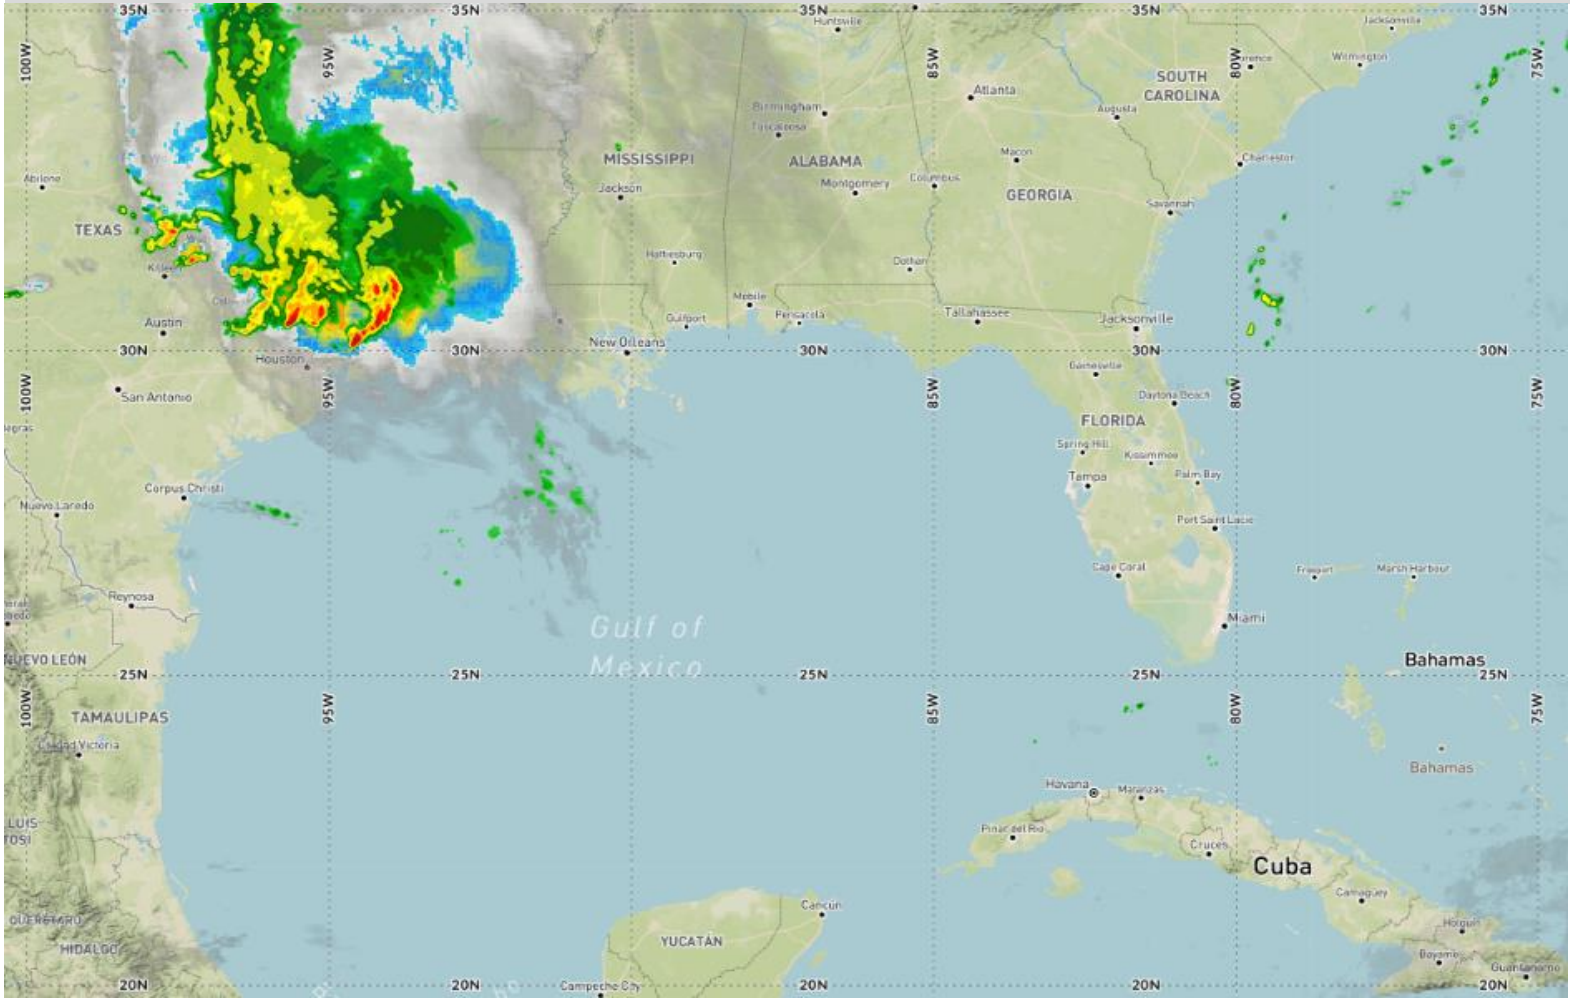 35N 35N 35N 35N 35N
Huntsville
Jacksonville
100W 95W 85W 80W 75W
Wilmington
SOUTH
CAROLINA
Atlanta
Birmingham
Tuscaloosa
Augusta
MISSISSIPPI
ALABAMA
Macon
Charleston
Abilene
Jackson
Montgomery
Columbus
GEORGIA
Savannah
TEXAS
Hattiesburg
Dothan
Killeen
Mobile
Gulfport
Pensacola
Tallahassee
Jacksonville
Austin
New Orleans
30N 30N 30N 30N 30N
Houston
Gainesville
100W 95W 85W 80W 75W
San Antonio
Daytona Beach
FLORIDA
Spring Hill
Kissimmee
Tampa
Palm Bay
Corpus Christi
Nuevo Laredo
Port Saint Lucie
Cape Coral
Freeport
Marsh Harbour
Reynosa
Gulf of
Mexico
Miami
NUEVO LEÓN
Bahamas
25N 25N 25N 25N 25N
100W 95W 85W 80W 75W
TAMAULIPAS
Ciudad Victoria
Bahamas
Havana
Matanzas
Pinar del Rio
Cruces
Cuba
Camagüey
Cancún
QUERÉTARO
HIDALGO
YUCATÁN
Holguín
Bayamo
Guantanamo
20N 20N 20N 20N 20N
Campeche City